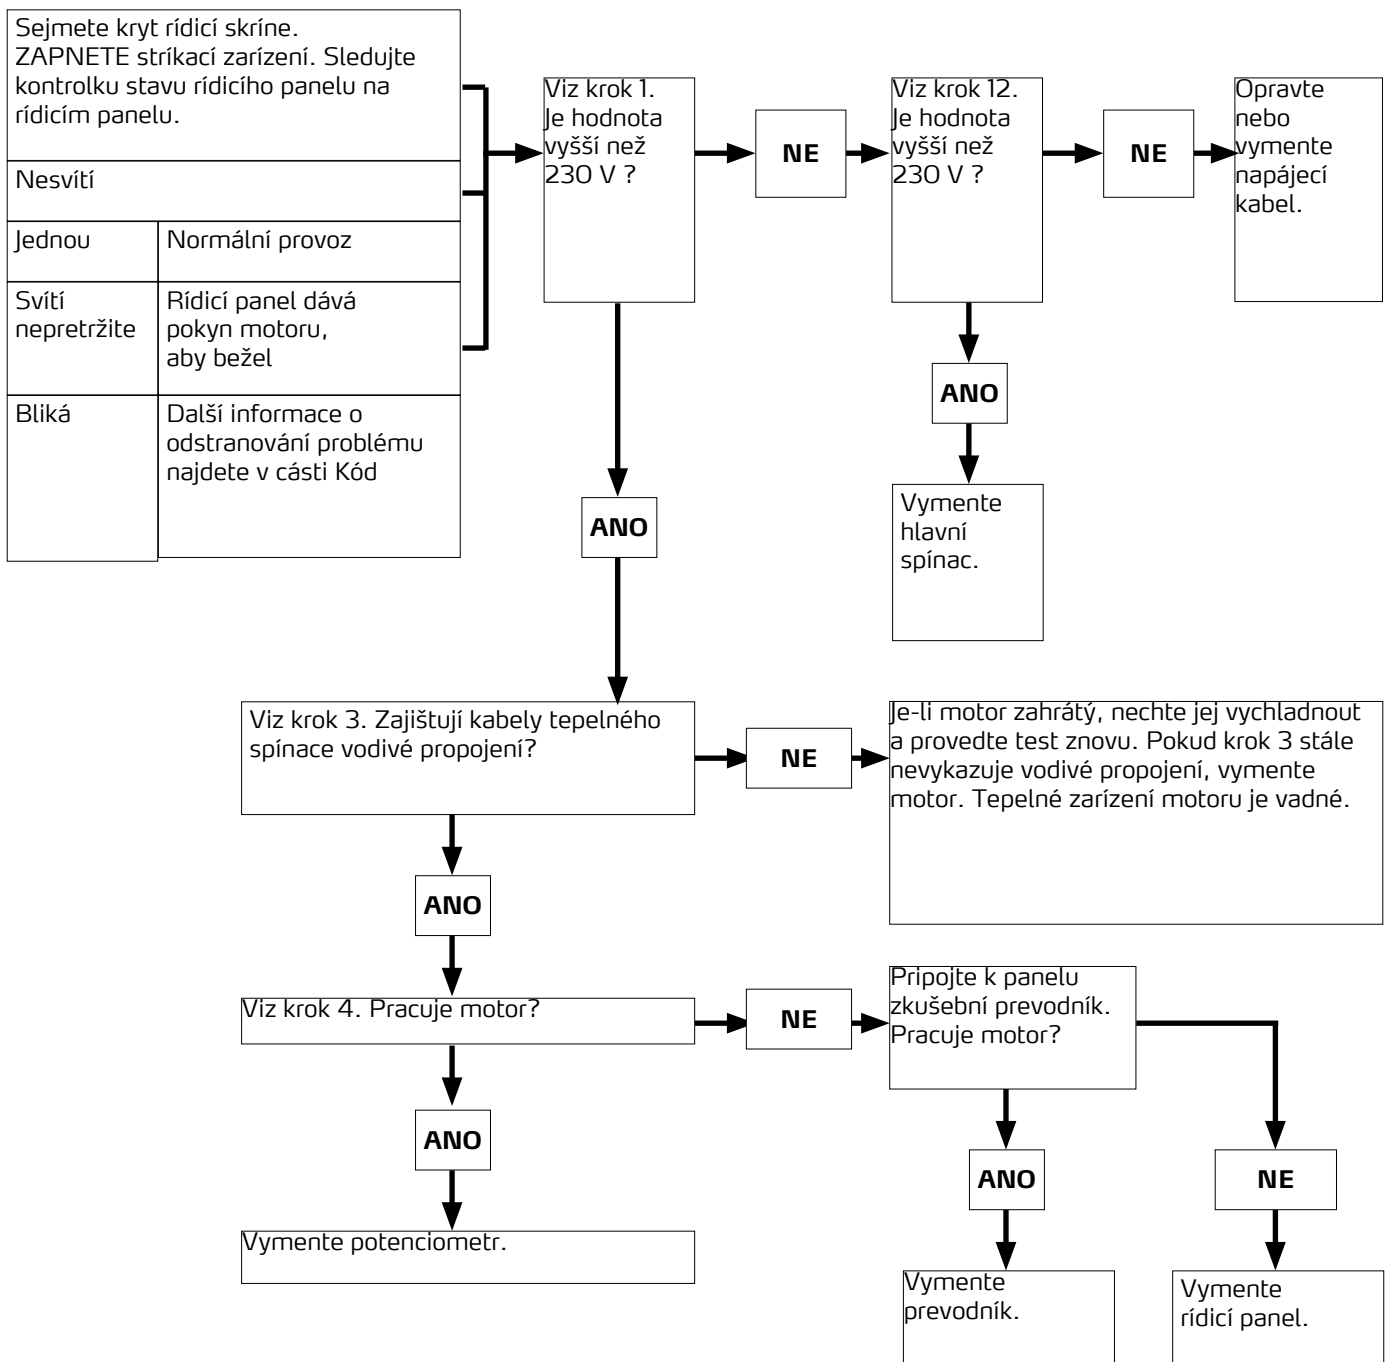 Sejmete kryt rídicí skríne.
ZAPNETE stríkací zarízení. Sledujte
kontrolku stavu rídicího panelu na
rídicím panelu.
Nesvítí
Jednou
Normální provoz
Svítí
nepretržite
Rídicí panel dává
pokyn motoru,
aby bežel
Bliká
Další informace o
odstranování problému
najdete v cásti Kód
Viz krok 1.
Je hodnota
vyšší než
230 V ?
NE
Viz krok 12.
Je hodnota
vyšší než
230 V ?
NE
Opravte
nebo
vymente
napájecí
kabel.
ANO
Vymente
hlavní
spínac.
ANO
Viz krok 3. Zajištují kabely tepelného
spínace vodivé propojení?
NE
Je-li motor zahrátý, nechte jej vychladnout
a provedte test znovu. Pokud krok 3 stále
nevykazuje vodivé propojení, vymente
motor. Tepelné zarízení motoru je vadné.
ANO
Viz krok 4. Pracuje motor?
NE
Pripojte k panelu
zkušební prevodník.
Pracuje motor?
ANO
ANO
NE
Vymente potenciometr.
Vymente
prevodník.
Vymente
rídicí panel.